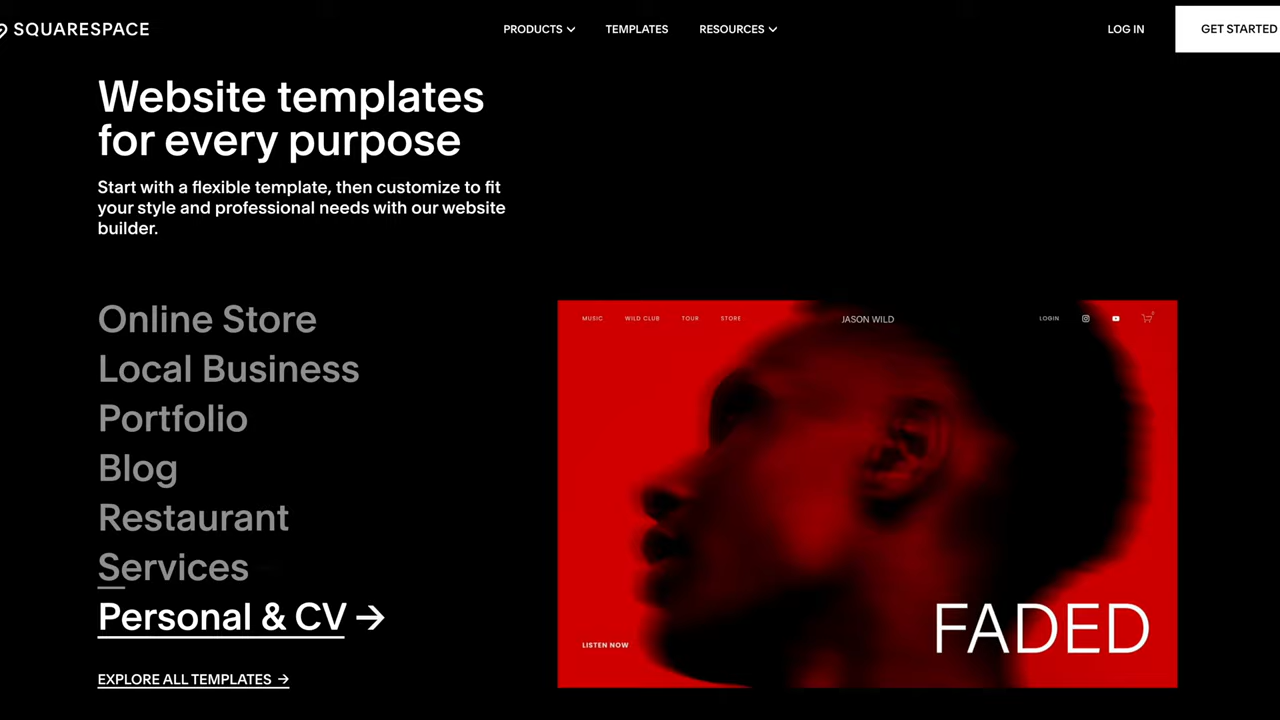 SQUARESPACE
PRODUCTS
TEMPLATES
RESOURCES
LOG IN
GET STARTED
Website templates
for every purpose
Start with a flexible template, then customize to fit
your style and professional needs with our website
builder.
Online Store
Local Business
Portfolio
Blog
Restaurant
Services
Personal & CV →
EXPLORE ALL TEMPLATES →
MUSIC
WILD CLUB
TOUR
STORE
JASON WILD
LOGIN
LISTEN NOW
FADED